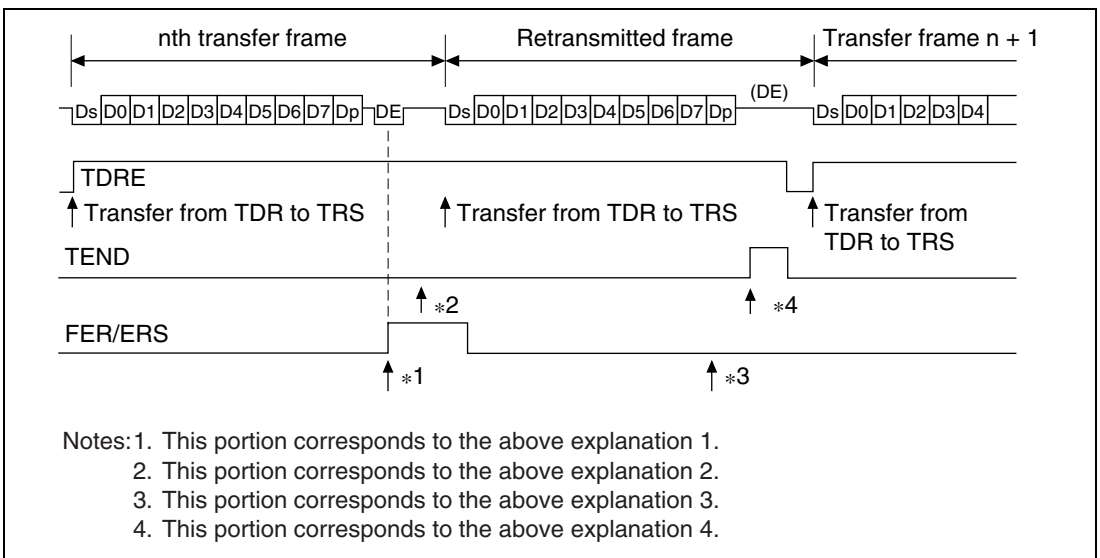 nth transfer frame Retransmitted frame Transfer frame n + 1
(DE)
Ds D0 D1 D2 D3 D4 D5 D6 D7 Dp DE Ds D0 D1 D2 D3 D4 D5 D6 D7 Dp Ds D0 D1 D2 D3 D4
TDRE
Transfer from TDR to TRS Transfer from TDR to TRS Transfer from
TDR to TRS
TEND
*2 *4
FER/ERS
*1 *3
Notes:1. This portion corresponds to the above explanation 1.
2. This portion corresponds to the above explanation 2.
3. This portion corresponds to the above explanation 3.
4. This portion corresponds to the above explanation 4.